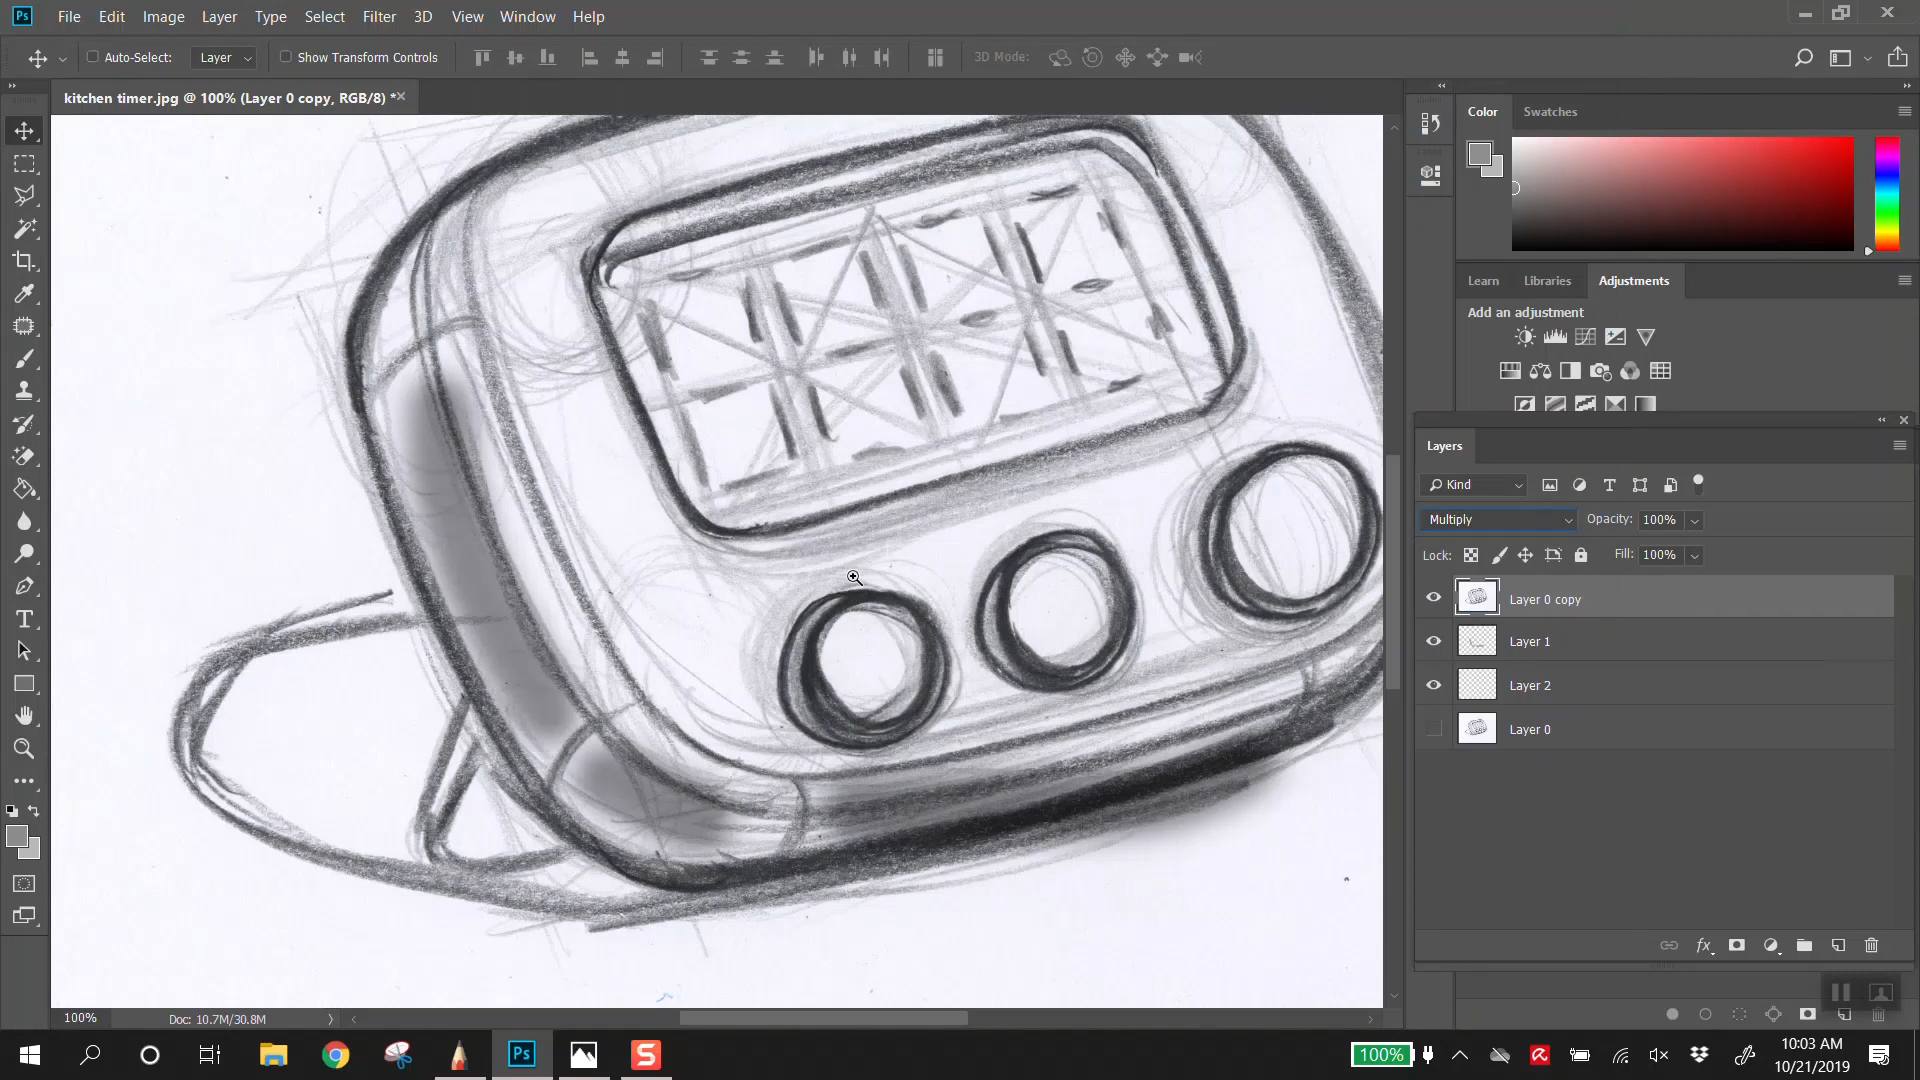 Ps File Edit Image Layer Type Select Filter 3D View Window Help
Auto-Select: Layer Show Transform Controls 3D Mode:
kitchen timer.jpg @ 100% (Layer 0 copy, RGB/8) *
Color Swatches
Learn Libraries Adjustments
Add an adjustment
Layers
Kind
Multiply Opacity: 100%
Lock: Fill: 100%
Layer 0 copy
Layer 1
Layer 2
Layer 0
fx
100% Doc: 10.7M/30.8M
Ps S 100% 10:03 AM
10/21/2019